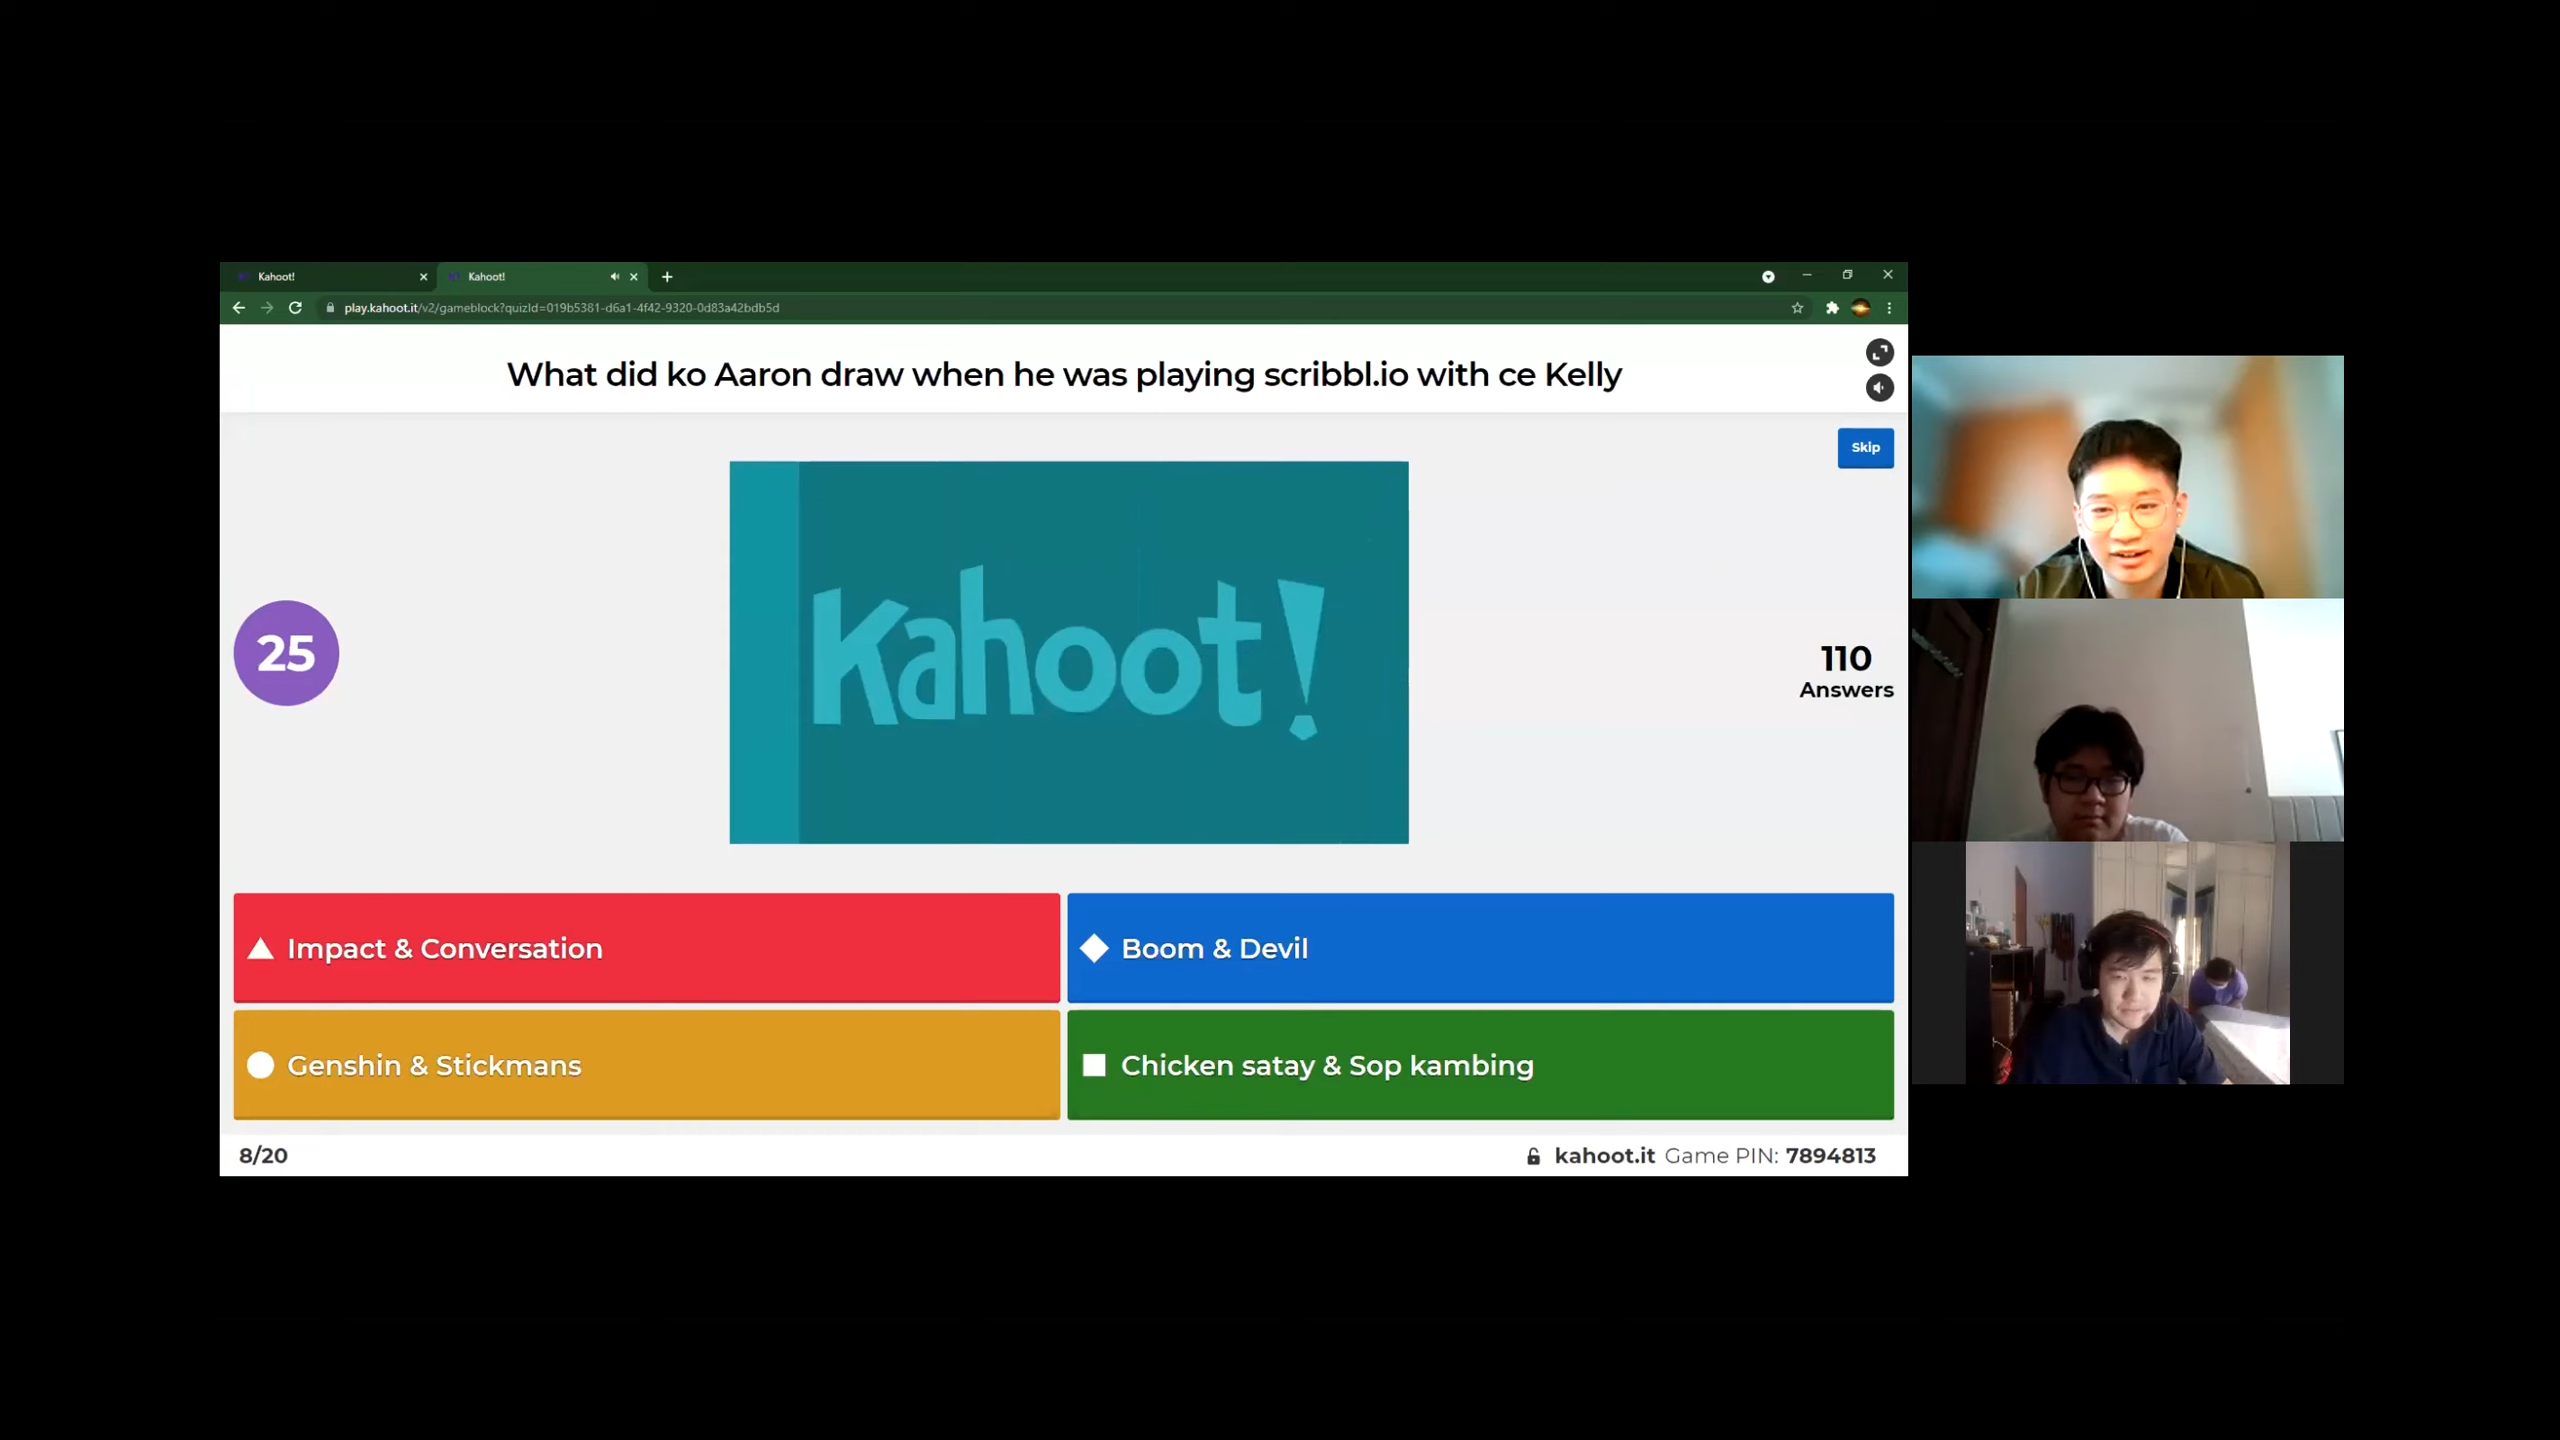 Kahoot!
Kahoot!
play.kahoot.it/v2/gameblock?quizId=019b5381-d6a1-4f42-9320-0d83a42bdb5d
What did ko Aaron draw when he was playing scribbl.io with ce Kelly
Skip
Kahoot!
25
110
Answers
Impact & Conversation
Boom & Devil
Genshin & Stickmans
Chicken satay & Sop kambing
8/20
kahoot.it Game PIN: 7894813